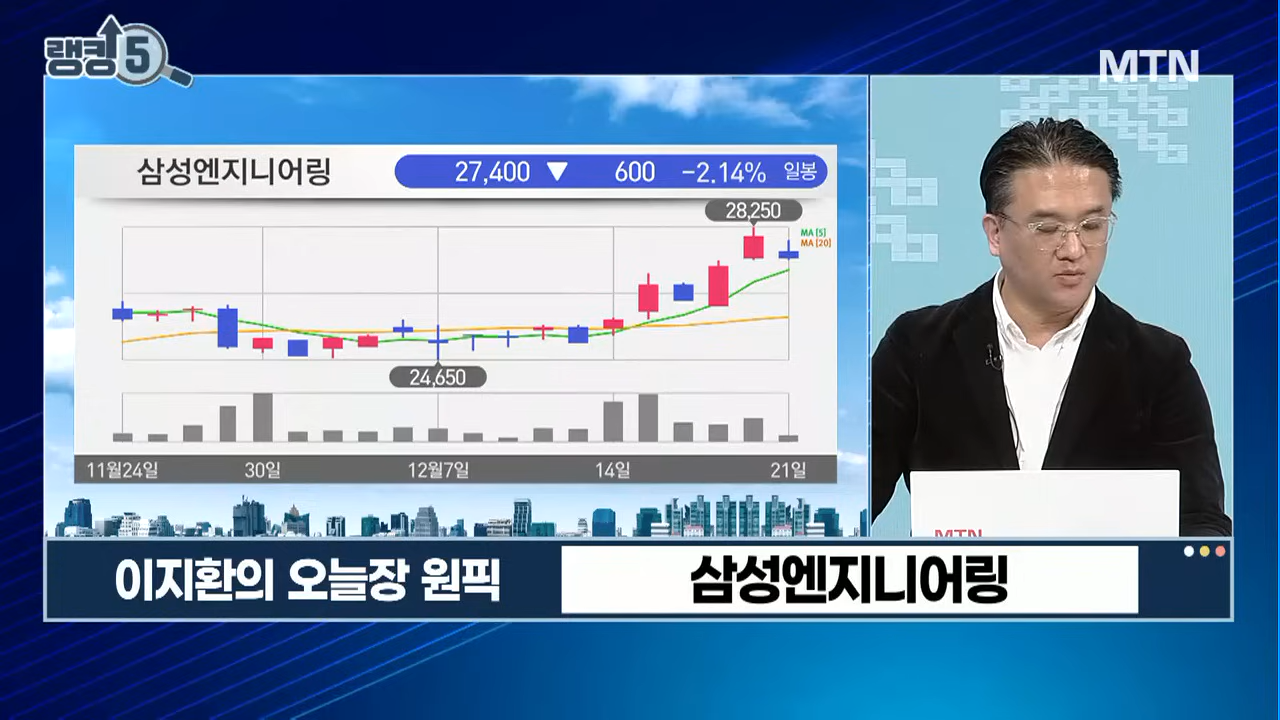 랭킹5
MTN
삼성엔지니어링
27,400 ▼ 600 -2.14% 일봉
28,250
MA [5]
MA [20]
24,650
11월24일 30일 12월7일 14일 21일
MTN
이지환의 오늘장 원픽
삼성엔지니어링